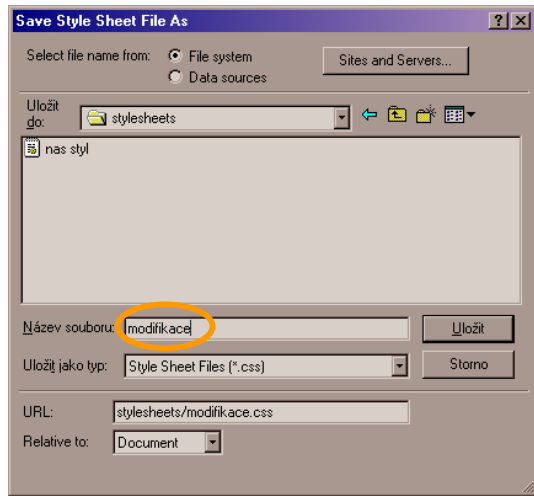 Save Style Sheet File As
Select file name from: File system
Data sources
Sites and Servers...
Uložit do: stylesheets
nas styl
Název souboru: modifikace
Uložit
Uložit jako typ: Style Sheet Files (*.css)
Storno
URL: stylesheets/modifikace.css
Relative to: Document